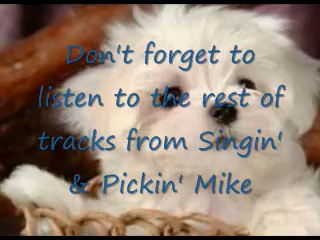 Don't forget to
listen to the rest of
tracks from Singin'
& Pickin' Mike